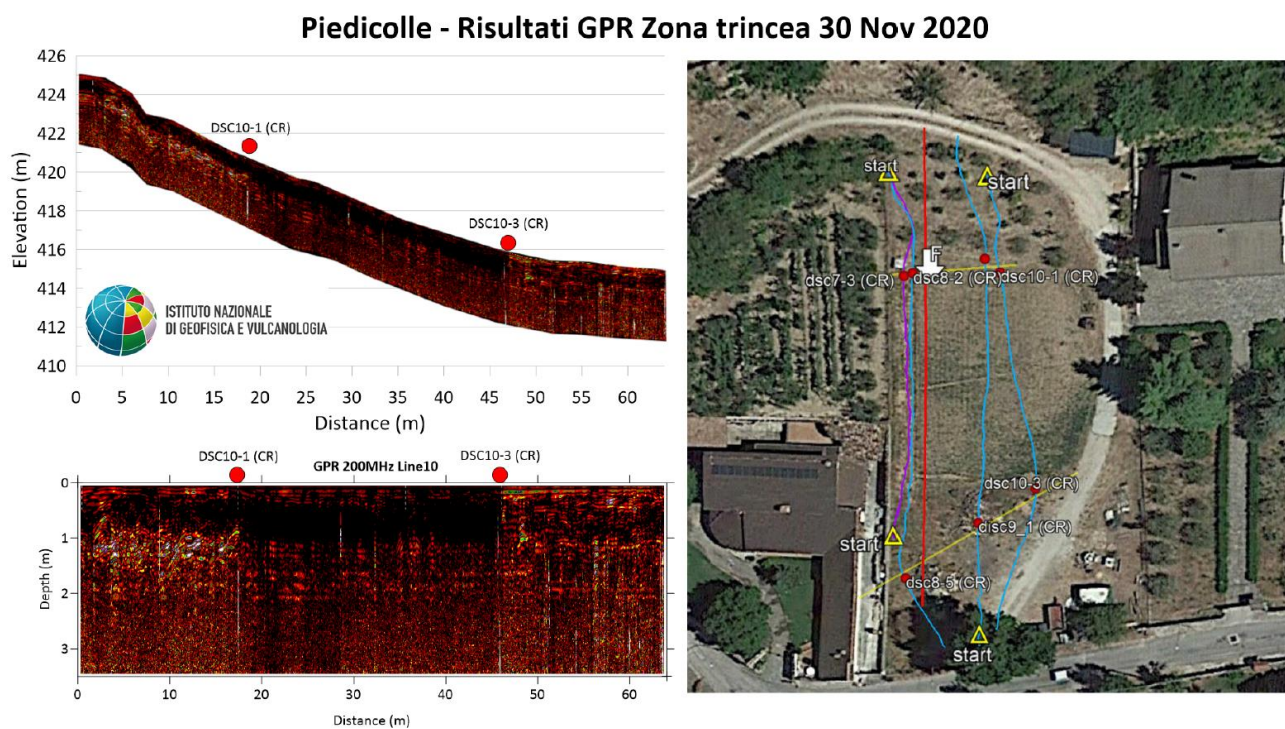 Piedicolle - Risultati GPR Zona trincea 30 Nov 2020
426
424
422
420
418
416
414
412
410
Elevation (m)
DSC10-1 (CR)
DSC10-3 (CR)
ISTITUTO NAZIONALE
DI GEOFISICA E VULCANOLOGIA
0 5 10 15 20 25 30 35 40 45 50 55 60
Distance (m)
DSC10-1 (CR)
GPR 200MHz Line10
DSC10-3 (CR)
0
1
2
3
Depth (m)
0 10 20 30 40 50 60
Distance (m)
start
start
F
dsc7-3 (CR)
dsc8-2 (CR)
dsc10-1 (CR)
dsc10-3 (CR)
disc9_1 (CR)
start
dsc8-5 (CR)
start